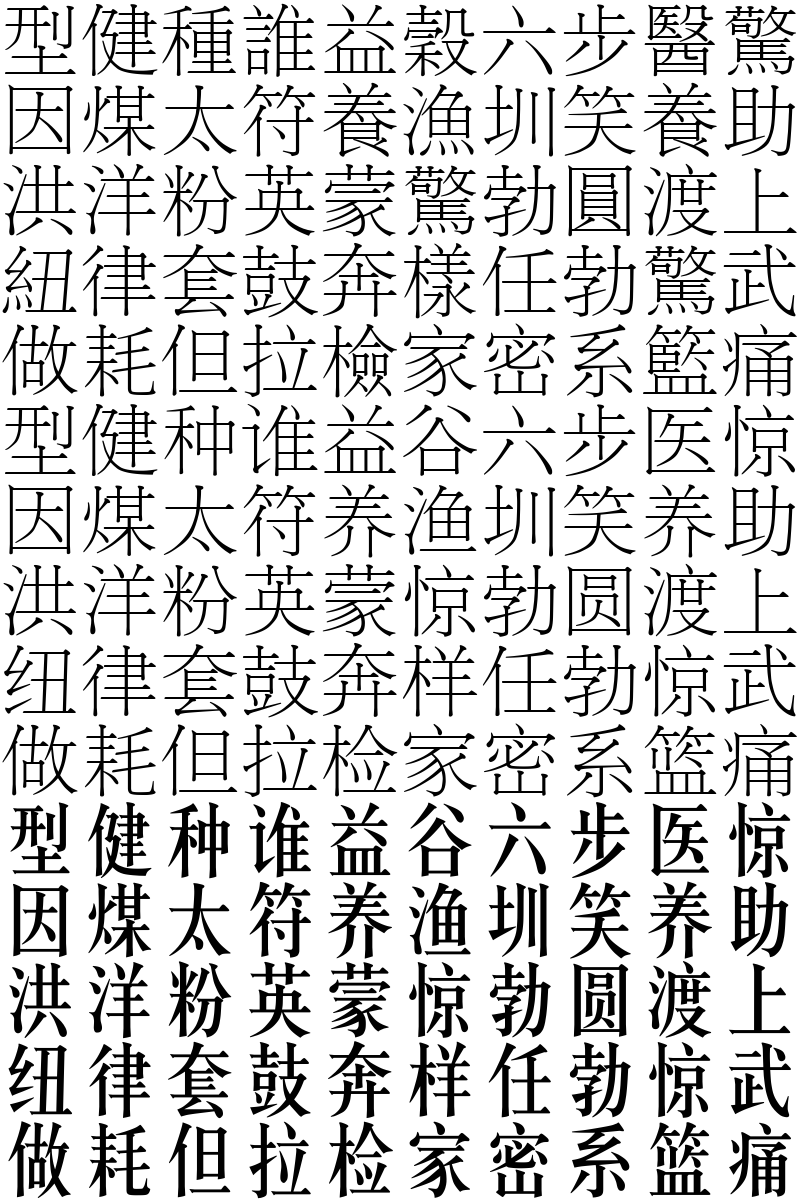 型健種誰益穀六步醫驚
因煤太符養漁圳笑養助
洪洋粉英蒙驚勃圓渡上
紐律套鼓奔樣任勃驚武
做耗但拉檢家密系籃痛
型健种谁益谷六步医惊
因煤太符养渔圳笑养助
洪洋粉英蒙惊勃圆渡上
纽律套鼓奔样任勃惊武
做耗但拉检家密系篮痛
型健种谁益谷六步医惊
因煤太符养渔圳笑养助
洪洋粉英蒙惊勃圆渡上
纽律套鼓奔样任勃惊武
做耗但拉检家密系篮痛